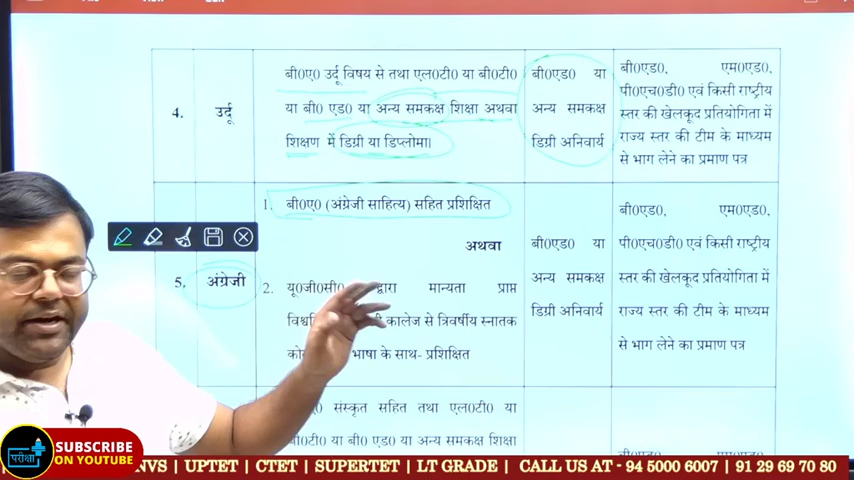 बी0ए0 उर्दू विषय से तथा एल0टी0 या बी0टी0
या बी0 एड0 या अन्य समकक्ष शिक्षा अथवा
शिक्षण में डिग्री या डिप्लोमा।
4.
उर्दू
बी0एड0 या
अन्य समकक्ष
डिग्री अनिवार्य
बी0एड0, एम0एड0,
पी0एच0डी0 एवं किसी राष्ट्रीय
स्तर की खेलकूद प्रतियोगिता में
राज्य स्तर की टीम के माध्यम
से भाग लेने का प्रमाण पत्र
5.
अंग्रेजी
1. बी0ए0 (अंग्रेजी साहित्य) सहित प्रशिक्षित
अथवा
2. यू0जी0सी0 द्वारा मान्यता प्राप्त
कालेज से त्रिवर्षीय स्नातक
भाषा के साथ- प्रशिक्षित
बी0एड0 या
अन्य समकक्ष
डिग्री अनिवार्य
बी0एड0, एम0एड0,
पी0एच0डी0 एवं किसी राष्ट्रीय
स्तर की खेलकूद प्रतियोगिता में
राज्य स्तर की टीम के माध्यम
से भाग लेने का प्रमाण पत्र
संस्कृत सहित तथा एल0टी0 या
बी0टी0 या बी0 एड0 या अन्य समकक्ष शिक्षा
परीक्षा
SUBSCRIBE
ON YOUTUBE
NVS | UPTET | CTET | SUPERTET | LT GRADE | CALL US AT - 94 5000 6007 | 91 29 69 70 80